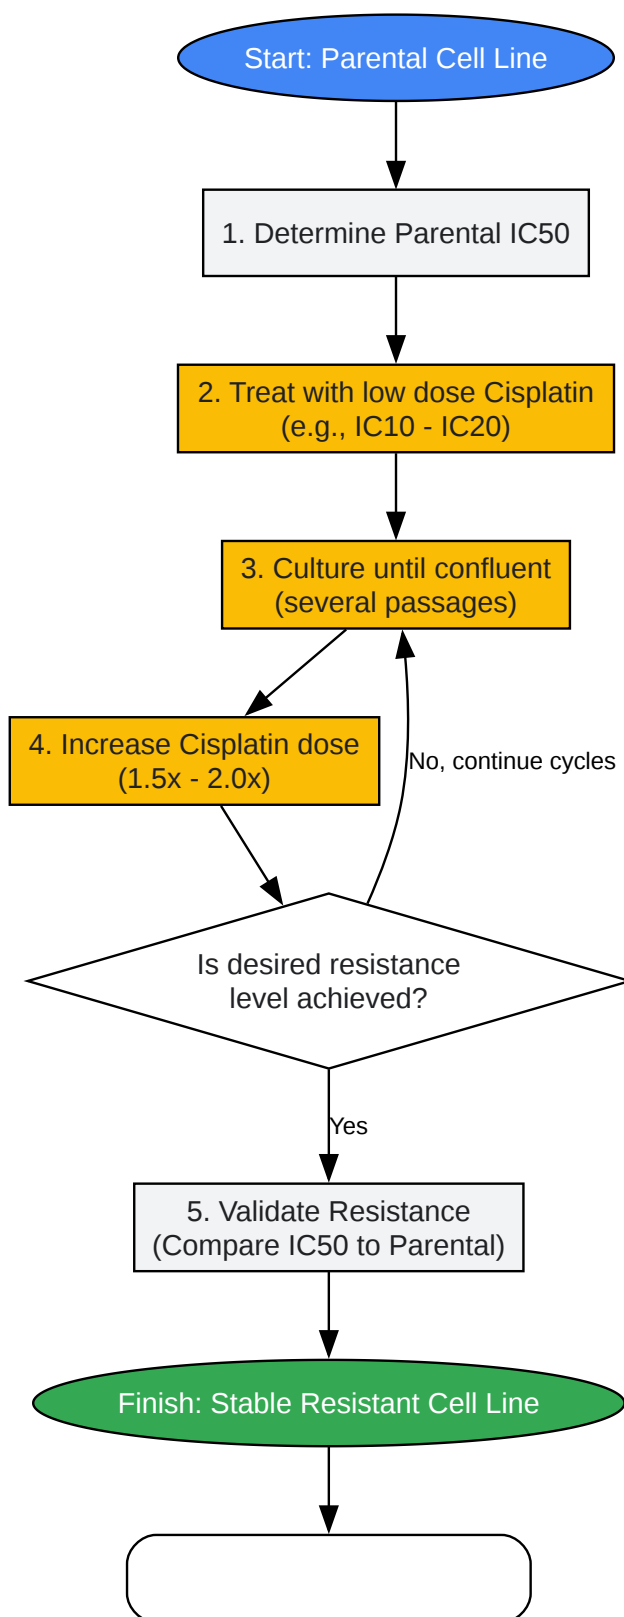 Start: Parental Cell Line
1. Determine Parental IC50
2. Treat with low dose Cisplatin
(e.g., IC10 - IC20)
3. Culture until confluent
(several passages)
4. Increase Cisplatin dose
(1.5x - 2.0x)
No, continue cycles
Is desired resistance
level achieved?
Yes
5. Validate Resistance
(Compare IC50 to Parental)
Finish: Stable Resistant Cell Line